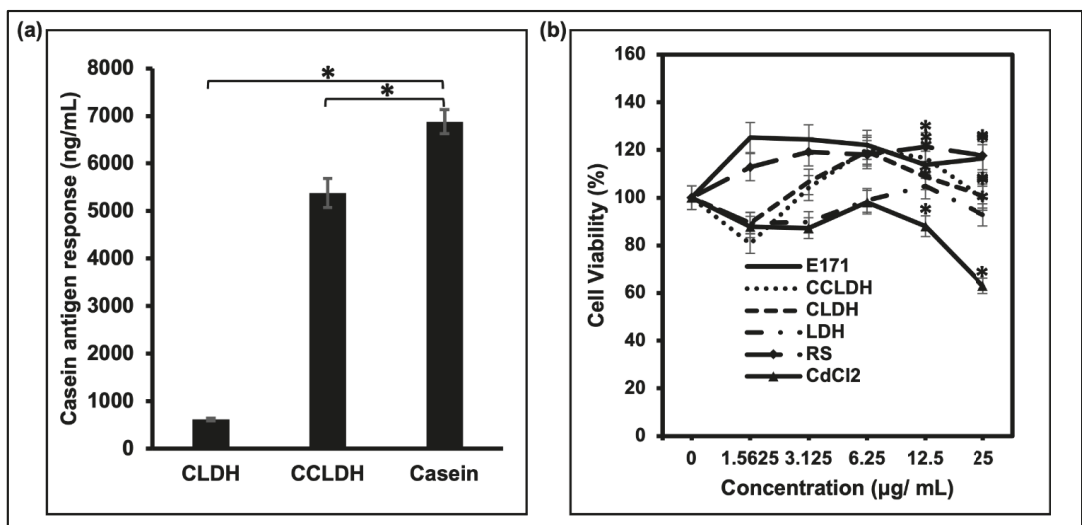 (a)
*
*
Casein antigen response (ng/mL)
8000
7000
6000
5000
4000
3000
2000
1000
0
CLDH CCLDH Casein
(b)
Cell Viability (%)
160
140
120
100
80
60
40
20
0
* *
*
* *
*
* *
*
E171
CCLDH
CLDH
LDH
RS
CdCl2
0 1.5625 3.125 6.25 12.5 25
Concentration (µg/ mL)